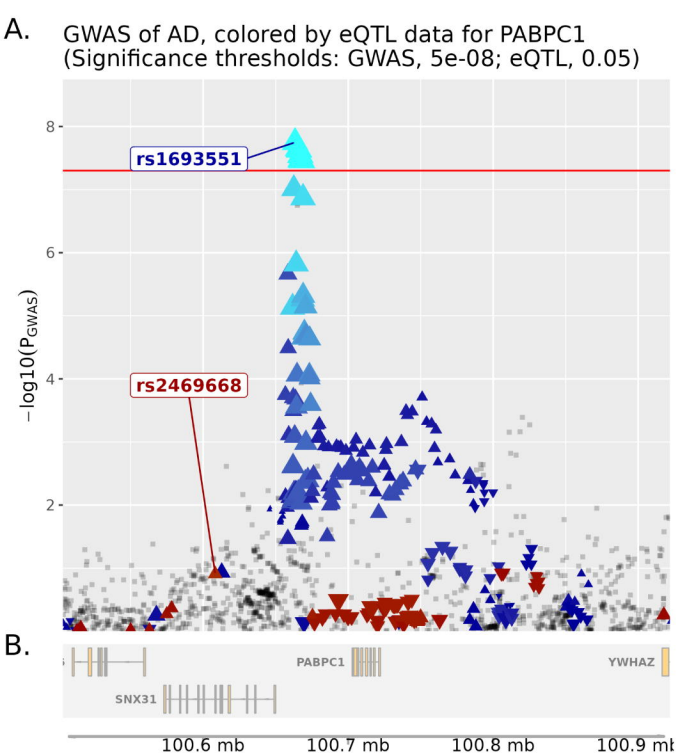 A.
GWAS of AD, colored by eQTL data for PABPC1
(Significance thresholds: GWAS, 5e-08; eQTL, 0.05)
8
rs1693551
6
−log10(P_GWAS)
4
rs2469668
2
B.
PABPC1
YWHAZ
SNX31
100.6 mb
100.7 mb
100.8 mb
100.9 mb